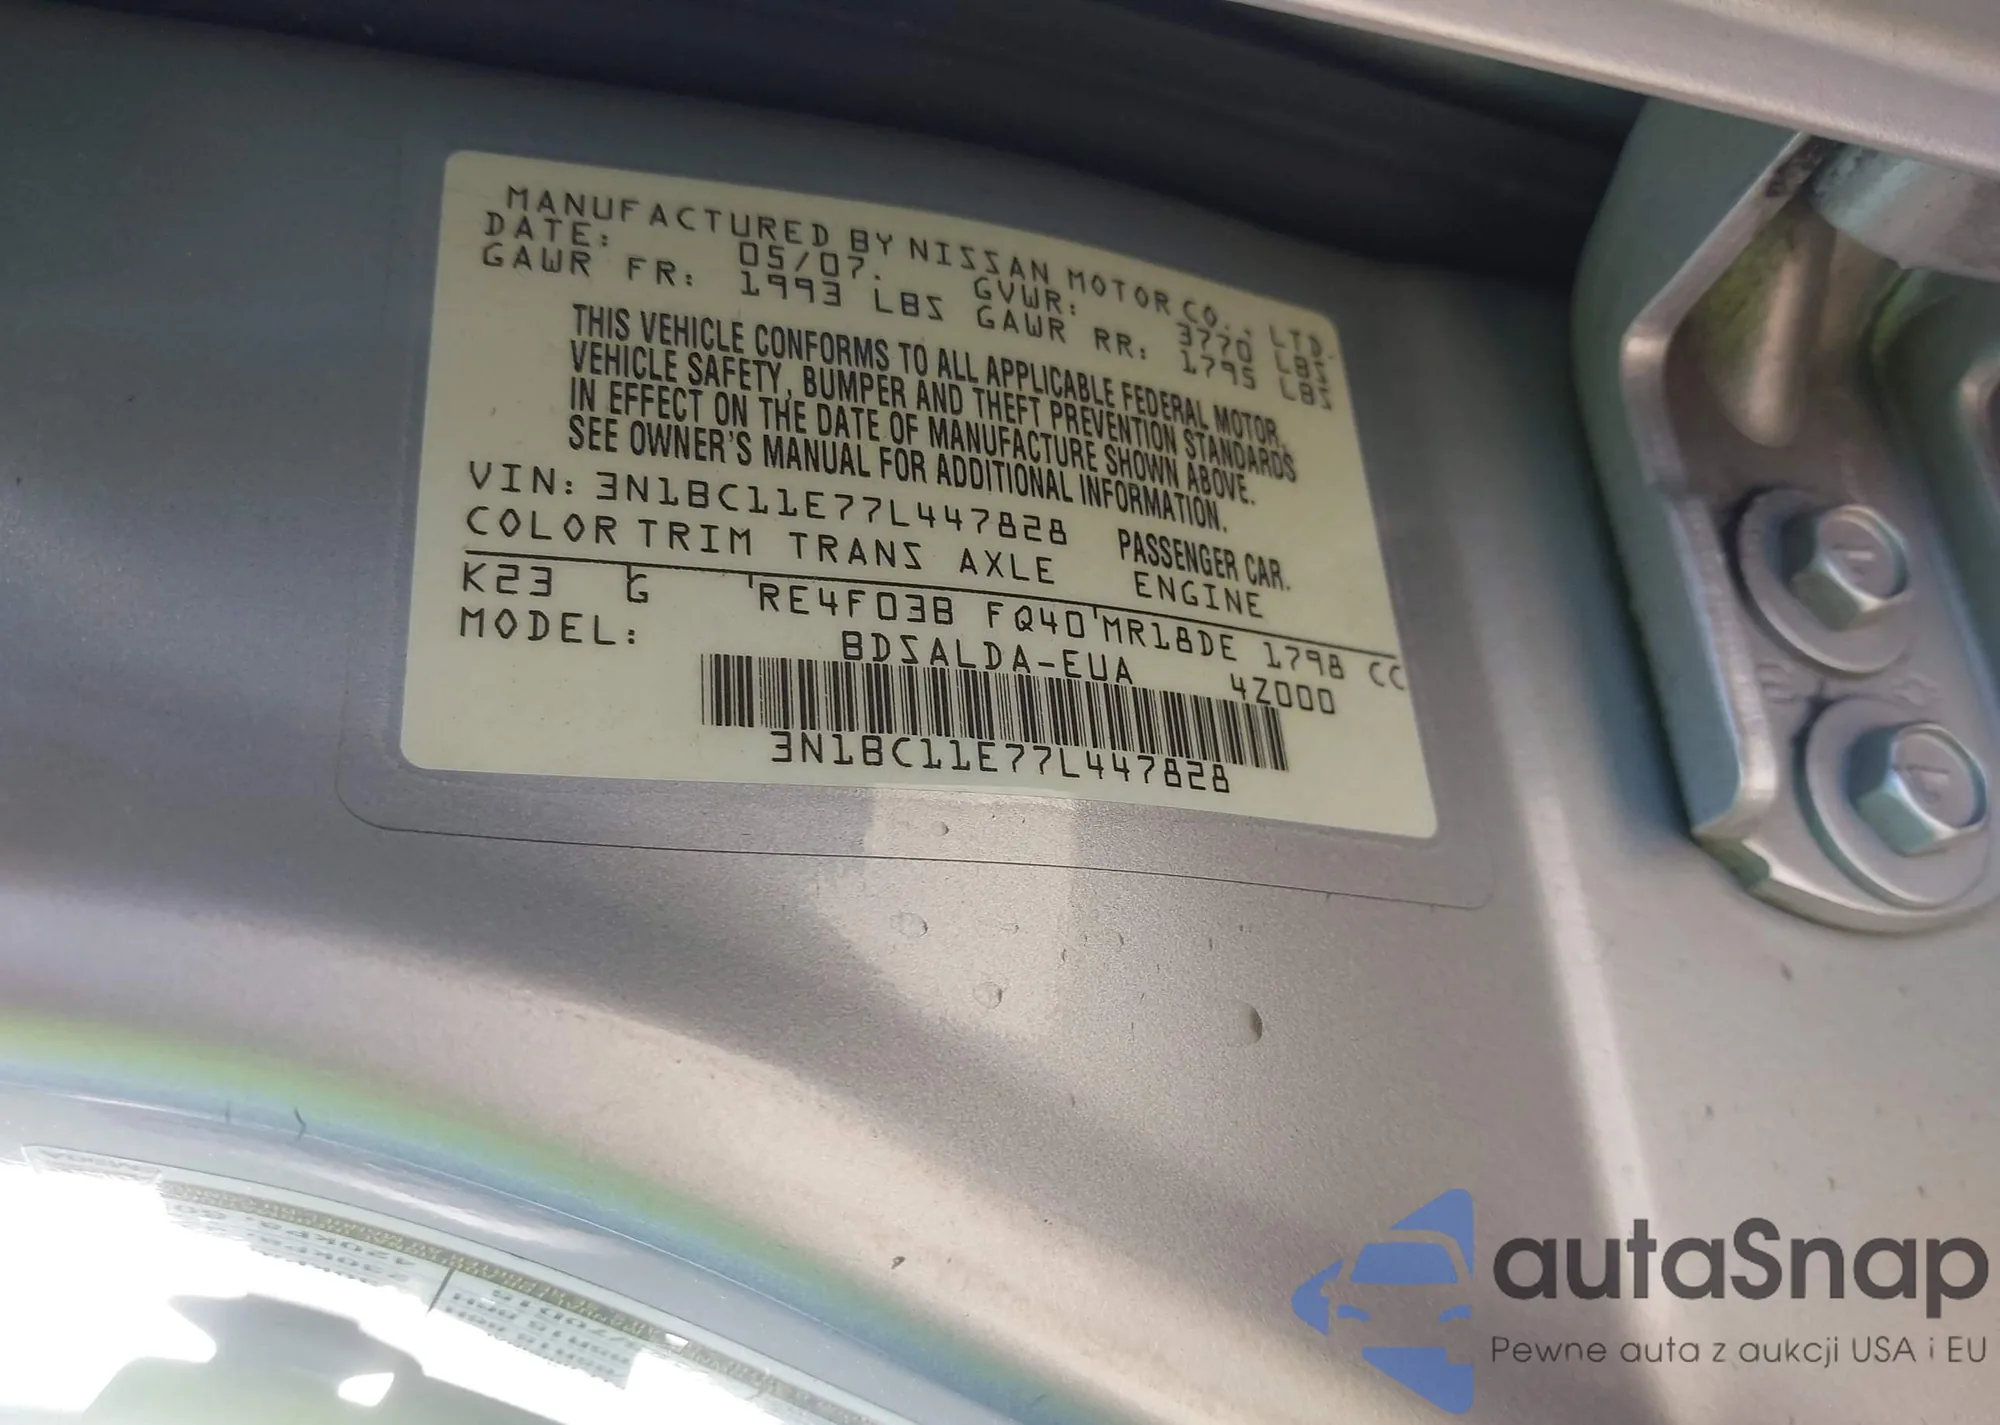 MANUFACTURED BY NISSAN MOTOR CO., LTD.
DATE: 05/07. GVWR: 3770 LBS
GAWR FR: 1993 LBS GAWR RR: 1795 LBS
THIS VEHICLE CONFORMS TO ALL APPLICABLE FEDERAL MOTOR
VEHICLE SAFETY, BUMPER AND THEFT PREVENTION STANDARDS
IN EFFECT ON THE DATE OF MANUFACTURE SHOWN ABOVE.
SEE OWNER'S MANUAL FOR ADDITIONAL INFORMATION.
VIN: 3N1BC11E77L447828 PASSENGER CAR.
COLOR TRIM TRANS AXLE ENGINE
K23 G RE4F03B FQ40 MR18DE 1798 CC
MODEL: BDSALDA-EUA 4Z000
3N1BC11E77L447828
autaSnap
Pewne auta z aukcji USA i EU